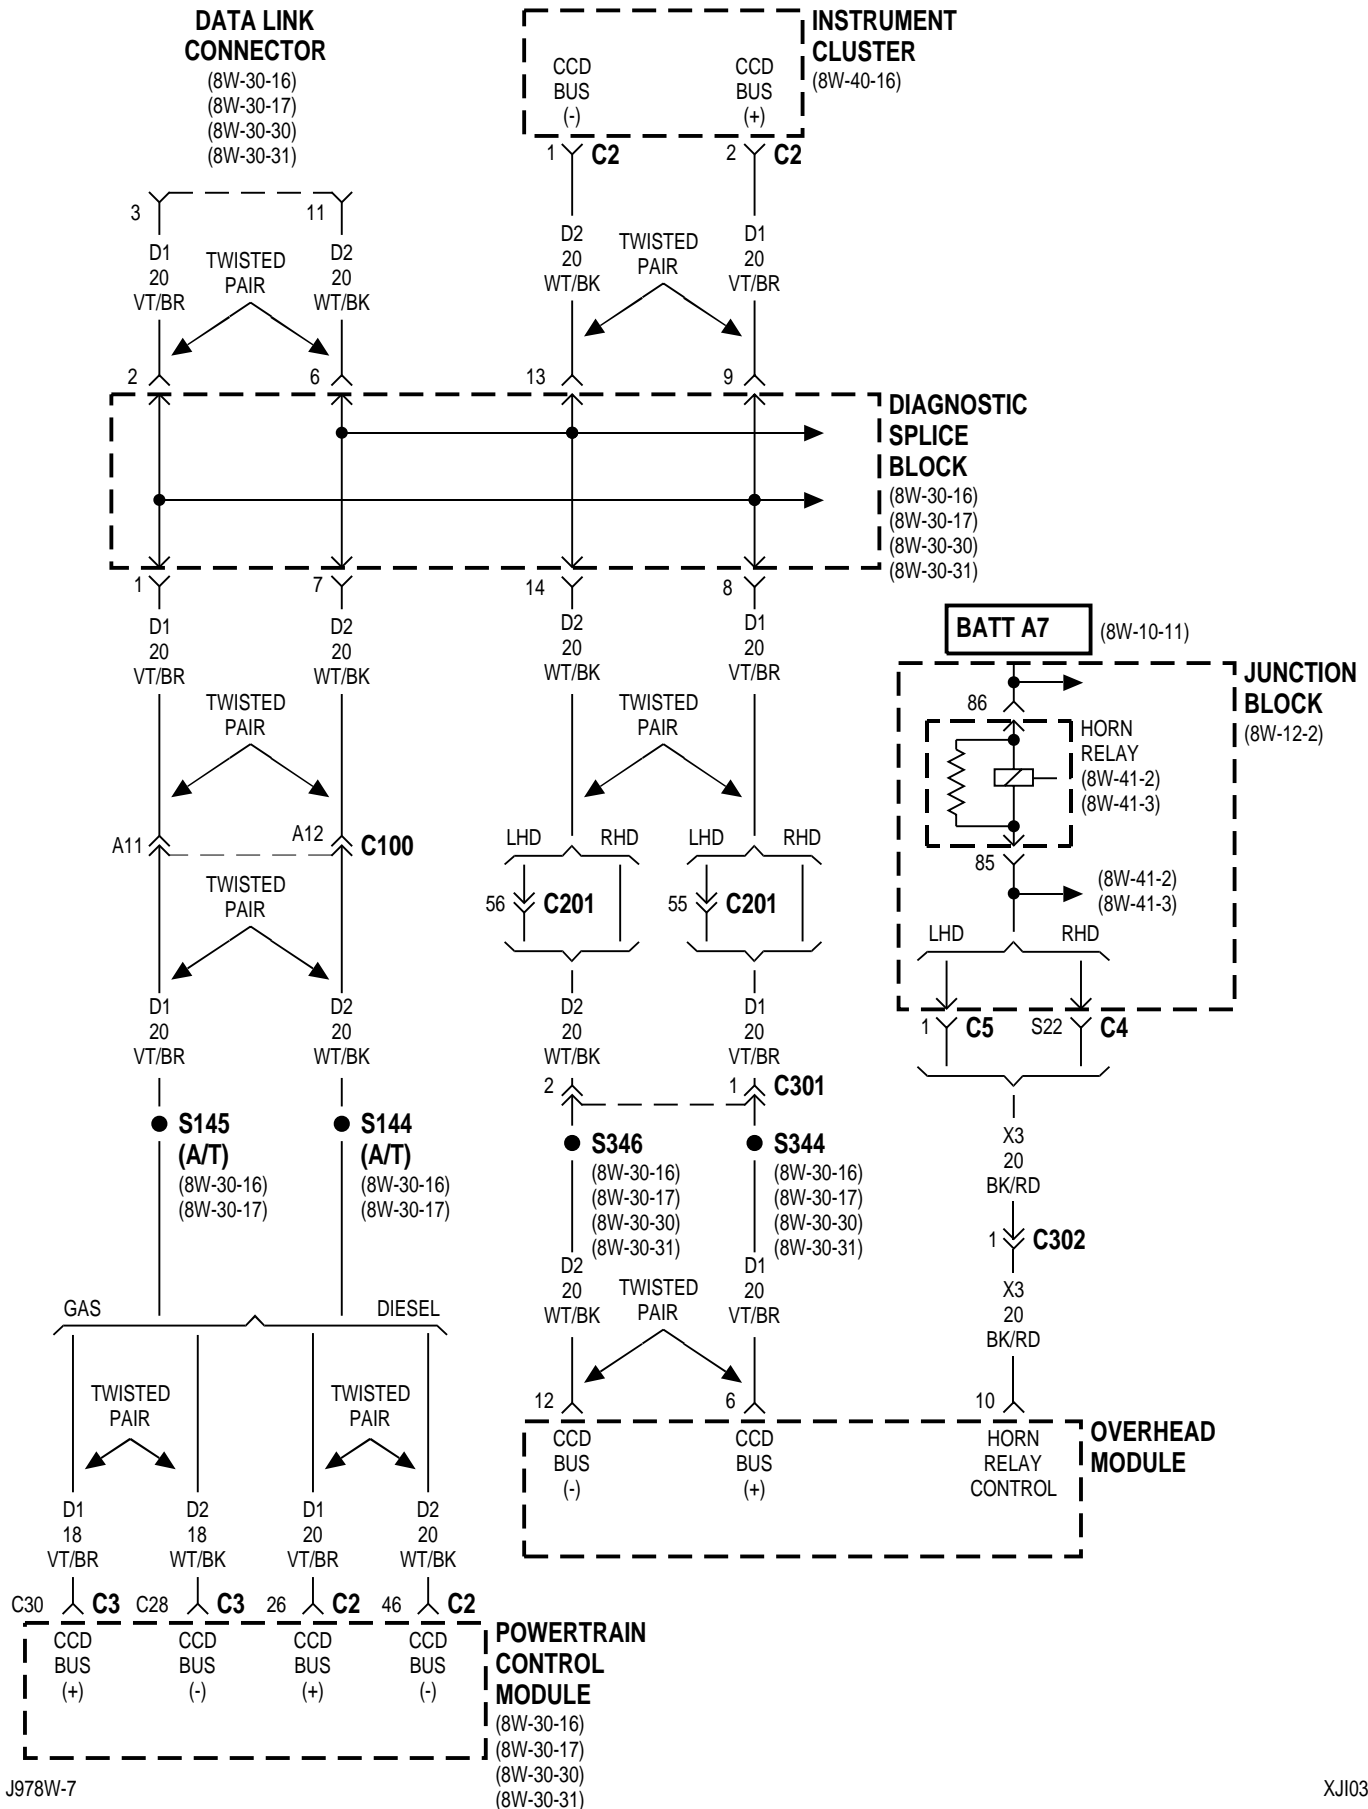 DATA LINK
CONNECTOR
(8W-30-16)
(8W-30-17)
(8W-30-30)
(8W-30-31)
INSTRUMENT
CLUSTER
(8W-40-16)
CCD
BUS
(-)
CCD
BUS
(+)
1 C2
2 C2
3
11
D1
20
VT/BR
TWISTED
PAIR
D2
20
WT/BK
D2
20
WT/BK
TWISTED
PAIR
D1
20
VT/BR
2
6
13
9
DIAGNOSTIC
SPLICE
BLOCK
(8W-30-16)
(8W-30-17)
(8W-30-30)
(8W-30-31)
1
7
14
8
D1
20
VT/BR
D2
20
WT/BK
D2
20
WT/BK
D1
20
VT/BR
TWISTED
PAIR
TWISTED
PAIR
BATT A7
(8W-10-11)
JUNCTION
BLOCK
(8W-12-2)
86
HORN
RELAY
(8W-41-2)
(8W-41-3)
85
(8W-41-2)
(8W-41-3)
A11
A12
C100
LHD
RHD
LHD
RHD
56
C201
55
C201
TWISTED
PAIR
LHD
RHD
1 C5
S22 C4
D1
20
VT/BR
D2
20
WT/BK
D2
20
WT/BK
D1
20
VT/BR
2
1
C301
S145
(A/T)
(8W-30-16)
(8W-30-17)
S144
(A/T)
(8W-30-16)
(8W-30-17)
S346
(8W-30-16)
(8W-30-17)
(8W-30-30)
(8W-30-31)
S344
(8W-30-16)
(8W-30-17)
(8W-30-30)
(8W-30-31)
X3
20
BK/RD
1
C302
X3
20
BK/RD
D2
20
WT/BK
TWISTED
PAIR
D1
20
VT/BR
GAS
DIESEL
TWISTED
PAIR
TWISTED
PAIR
12
6
10
CCD
BUS
(-)
CCD
BUS
(+)
HORN
RELAY
CONTROL
OVERHEAD
MODULE
D1
18
VT/BR
D2
18
WT/BK
D1
20
VT/BR
D2
20
WT/BK
C30 C3
C28 C3
26 C2
46 C2
CCD
BUS
(+)
CCD
BUS
(-)
CCD
BUS
(+)
CCD
BUS
(-)
POWERTRAIN
CONTROL
MODULE
(8W-30-16)
(8W-30-17)
(8W-30-30)
(8W-30-31)
J978W-7
XJI03